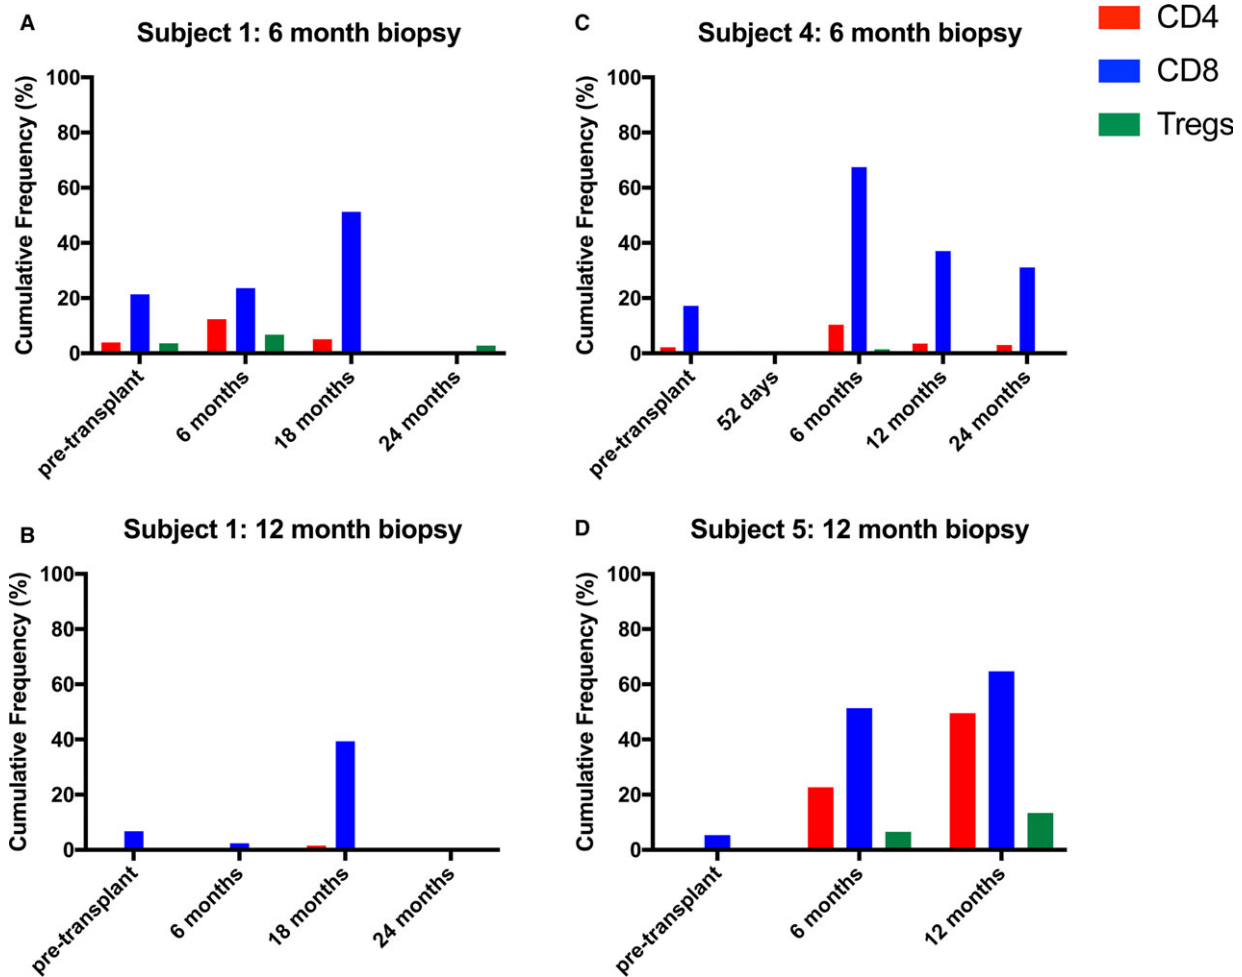 A
Subject 1: 6 month biopsy
Cumulative Frequency (%)
100
80
60
40
20
0
pre-transplant
6 months
18 months
24 months
C
Subject 4: 6 month biopsy
Cumulative Frequency (%)
100
80
60
40
20
0
pre-transplant
52 days
6 months
12 months
24 months
CD4
CD8
Tregs
B
Subject 1: 12 month biopsy
Cumulative Frequency (%)
100
80
60
40
20
0
pre-transplant
6 months
18 months
24 months
D
Subject 5: 12 month biopsy
Cumulative Frequency (%)
100
80
60
40
20
0
pre-transplant
6 months
12 months